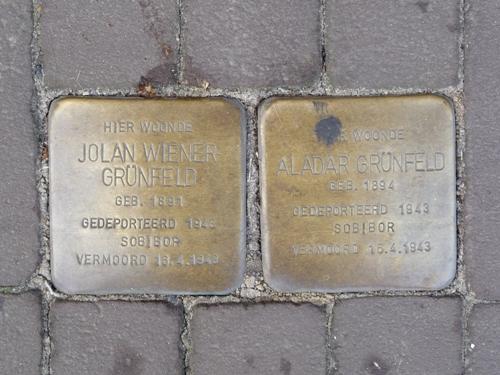 HIER WOONDE
JOLAN WIENER
GRÜNFELD
GEB. 1891
GEDEPORTEERD 1943
SOBIBOR
VERMOORD 16.4.1943
WOONDE
ALADAR GRÜNFELD
GEB. 1894
GEDEPORTEERD 1943
SOBIBOR
VERMOORD 16.4.1943